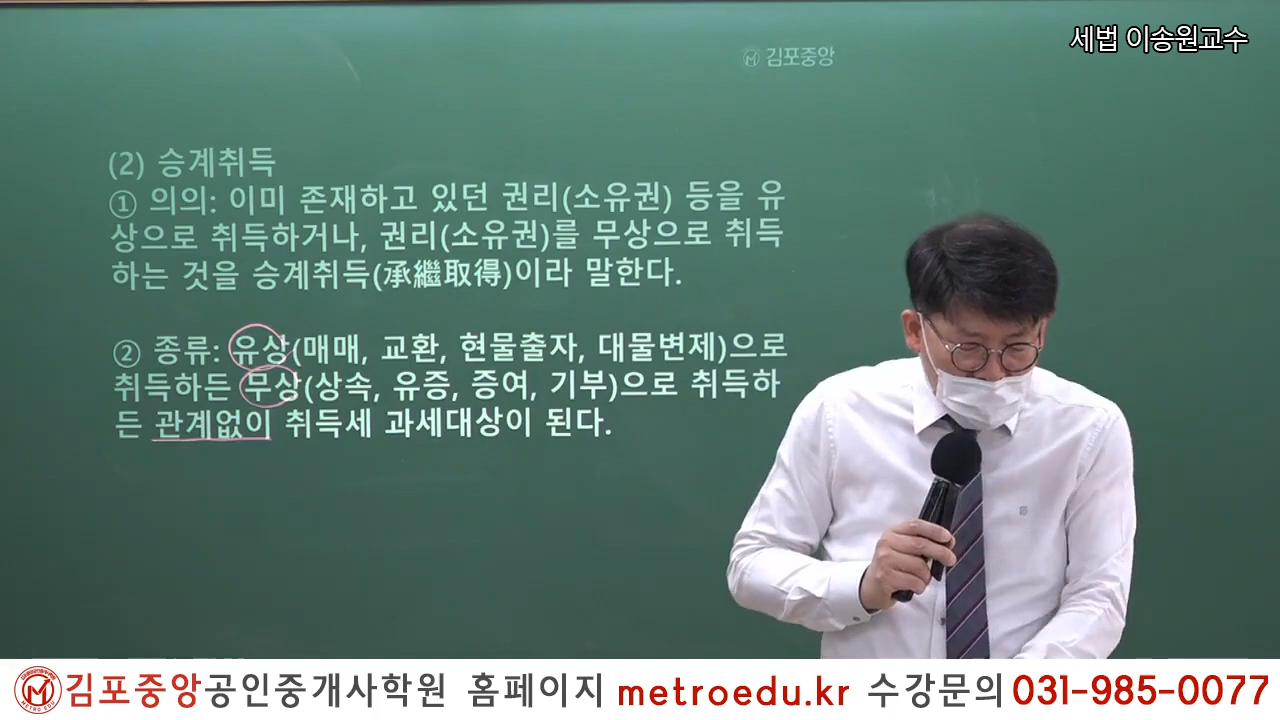 세법 이송원교수
김포중앙
(2) 승계취득
① 의의: 이미 존재하고 있던 권리(소유권) 등을 유
상으로 취득하거나, 권리(소유권)를 무상으로 취득
하는 것을 승계취득(承繼取得)이라 말한다.
② 종류: 유상(매매, 교환, 현물출자, 대물변제)으로
취득하든 무상(상속, 유증, 증여, 기부)으로 취득하
든 관계없이 취득세 과세대상이 된다.
METRO EDU
김포중앙공인중개사학원 홈페이지 metroedu.kr 수강문의 031-985-0077